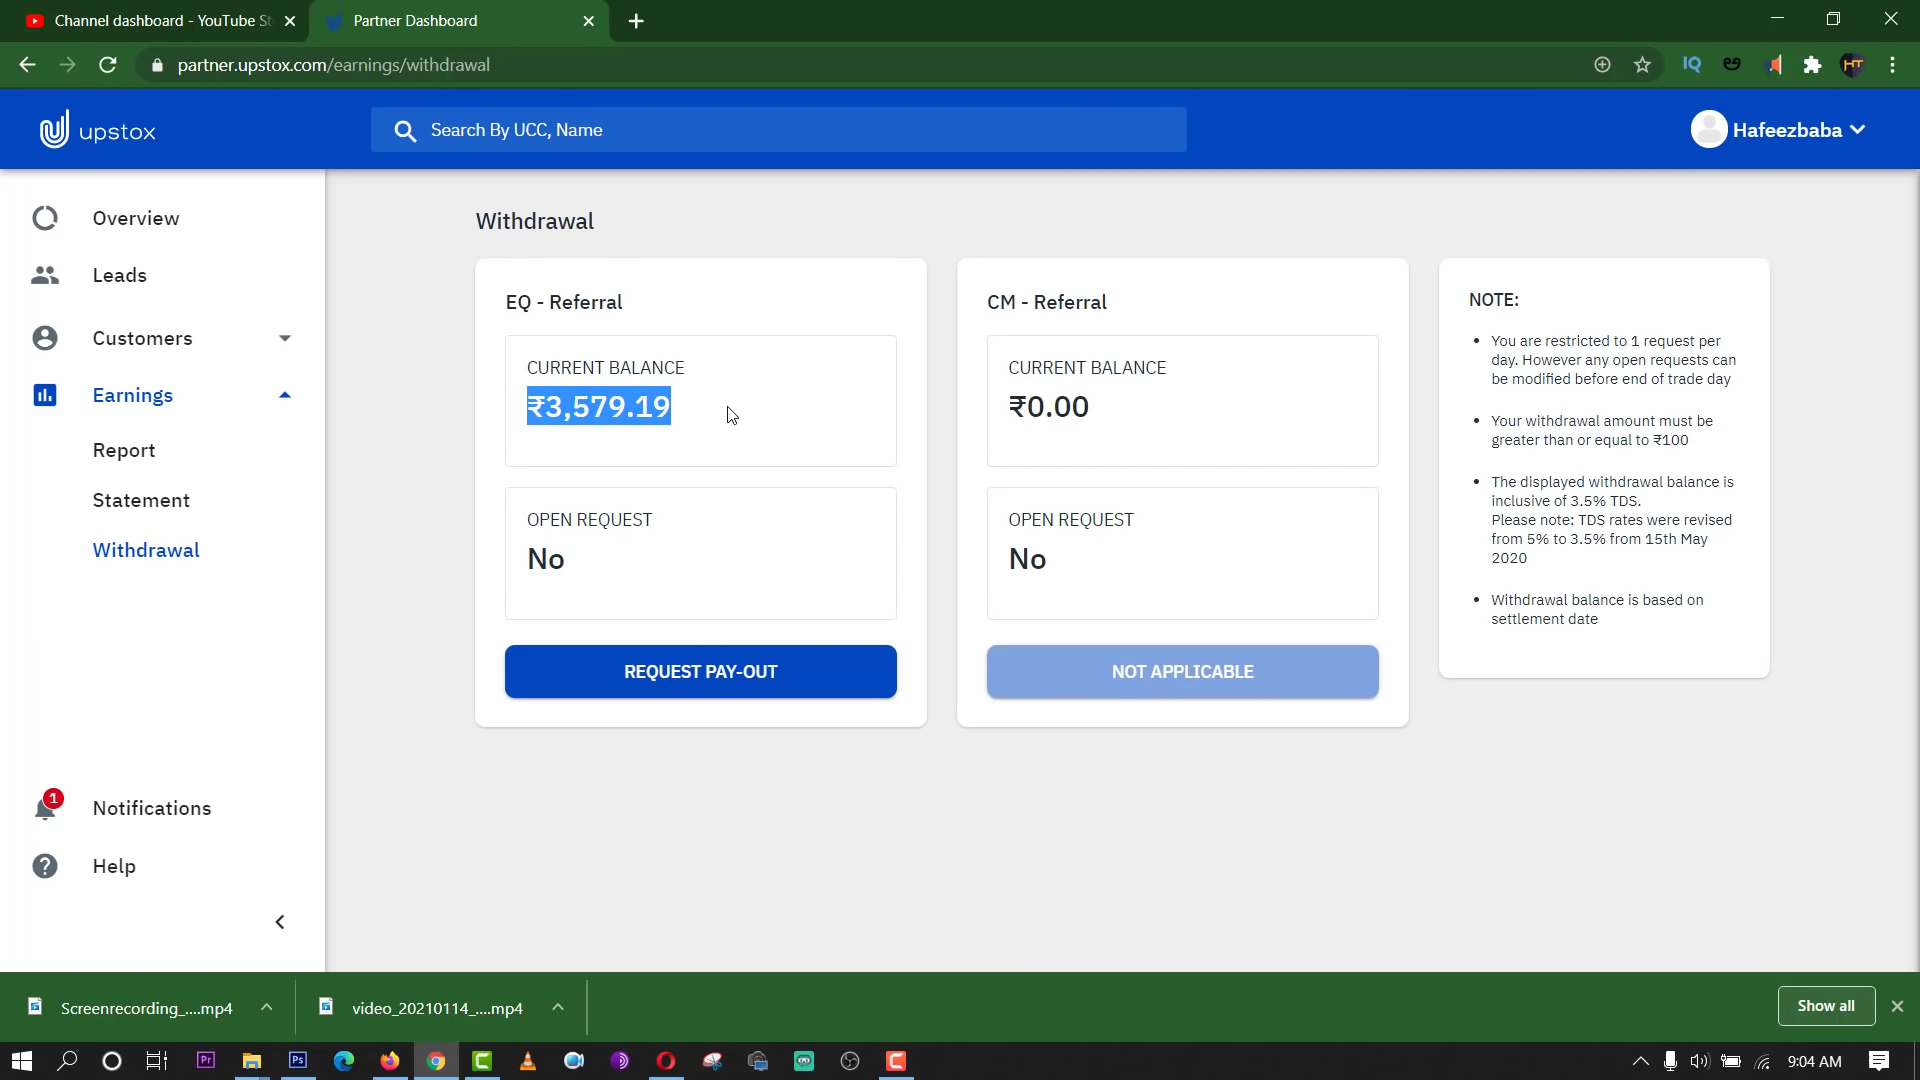 Channel dashboard - YouTube St
Partner Dashboard
partner.upstox.com/earnings/withdrawal
IQ
HT
upstox
Search By UCC, Name
Hafeezbaba
Overview
Leads
Customers
Earnings
Report
Statement
Withdrawal
Notifications
1
Help
Withdrawal
EQ - Referral
CURRENT BALANCE
₹3,579.19
OPEN REQUEST
No
REQUEST PAY-OUT
CM - Referral
CURRENT BALANCE
₹0.00
OPEN REQUEST
No
NOT APPLICABLE
NOTE:
• You are restricted to 1 request per
day. However any open requests can
be modified before end of trade day
• Your withdrawal amount must be
greater than or equal to ₹100
• The displayed withdrawal balance is
inclusive of 3.5% TDS.
Please note: TDS rates were revised
from 5% to 3.5% from 15th May
2020
• Withdrawal balance is based on
settlement date
Screenrecording_....mp4
video_20210114_....mp4
Show all
Pr
Ps
9:04 AM